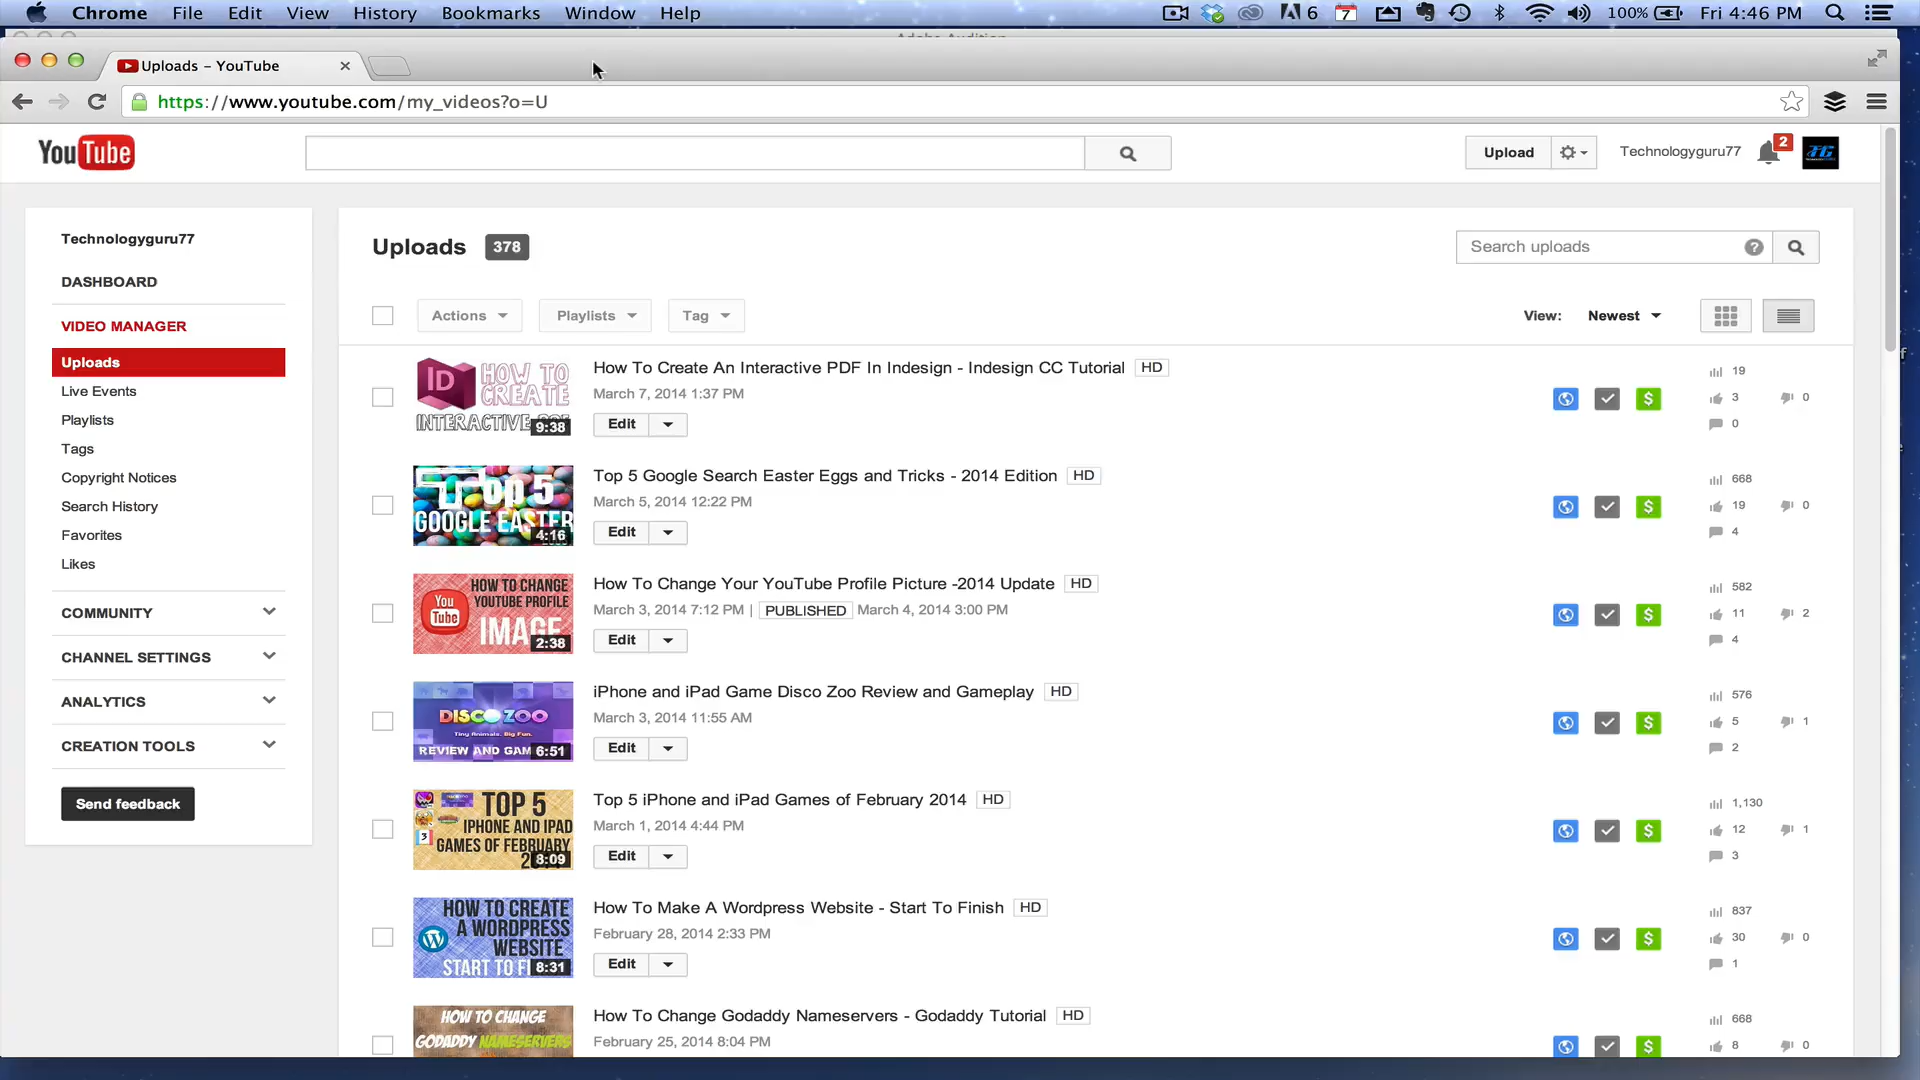 Chrome File Edit View History Bookmarks Window Help 6 7 100% Fri 4:46 PM
Uploads – YouTube
https://www.youtube.com/my_videos?o=U
YouTube
Upload
Technologyguru77
2
TG
Technologyguru77
DASHBOARD
VIDEO MANAGER
Uploads
Live Events
Playlists
Tags
Copyright Notices
Search History
Favorites
Likes
COMMUNITY
CHANNEL SETTINGS
ANALYTICS
CREATION TOOLS
Send feedback
Uploads 378
Search uploads ?
Actions Playlists Tag
View: Newest
ID HOW TO
CREATE
INTERACTIVE PDF
9:38
How To Create An Interactive PDF In Indesign - Indesign CC Tutorial HD
March 7, 2014 1:37 PM
Edit
$
19
3 0
0
Top 5
GOOGLE EASTER
4:16
Top 5 Google Search Easter Eggs and Tricks - 2014 Edition HD
March 5, 2014 12:22 PM
Edit
$
668
19 0
4
HOW TO CHANGE
YOUTUBE PROFILE
IMAGE
You
Tube
2:38
How To Change Your YouTube Profile Picture -2014 Update HD
March 3, 2014 7:12 PM | PUBLISHED March 4, 2014 3:00 PM
Edit
$
582
11 2
4
DISCO ZOO
Tiny Animals. Big Fun.
REVIEW AND GAM
6:51
iPhone and iPad Game Disco Zoo Review and Gameplay HD
March 3, 2014 11:55 AM
Edit
$
576
5 1
2
TOP 5
IPHONE AND IPAD
GAMES OF FEBRUARY
2
3
8:09
Top 5 iPhone and iPad Games of February 2014 HD
March 1, 2014 4:44 PM
Edit
$
1,130
12 1
3
HOW TO CREATE
A WORDPRESS
WEBSITE
START TO FI
8:31
How To Make A Wordpress Website - Start To Finish HD
February 28, 2014 2:33 PM
Edit
$
837
30 0
1
HOW TO CHANGE
GODADDY NAMESERVERS
How To Change Godaddy Nameservers - Godaddy Tutorial HD
February 25, 2014 8:04 PM
$
668
8 0